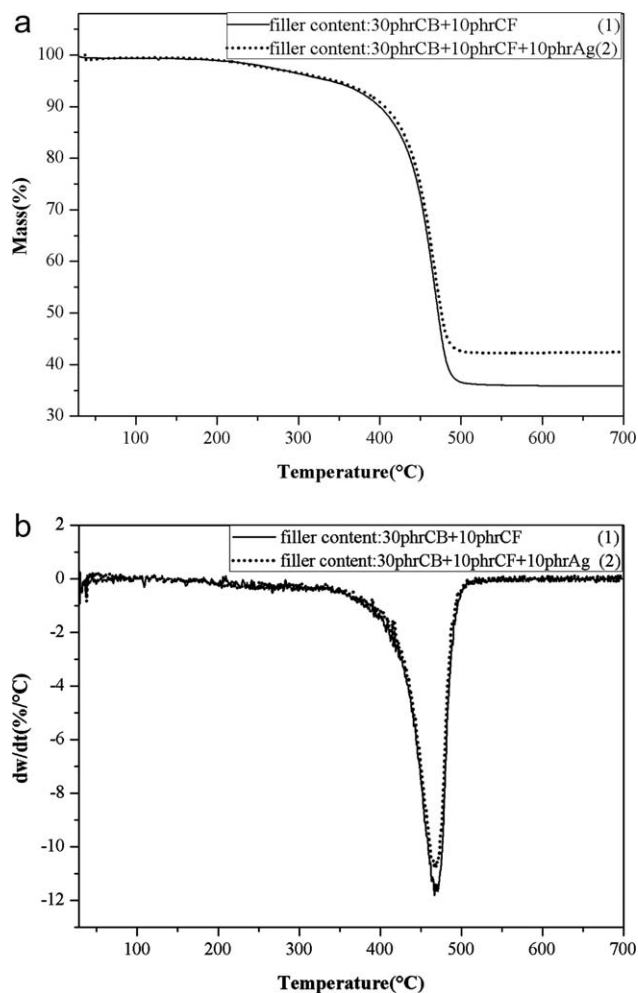 a
filler content:30phrCB+10phrCF (1)
filler content:30phrCB+10phrCF+10phrAg(2)
100
90
80
70
60
50
40
30
Mass(%)
100 200 300 400 500 600 700
Temperature(°C)
b
filler content:30phrCB+10phrCF (1)
filler content:30phrCB+10phrCF+10phrAg (2)
2
0
-2
-4
-6
-8
-10
-12
dw/dt(%/°C)
100 200 300 400 500 600 700
Temperature(°C)